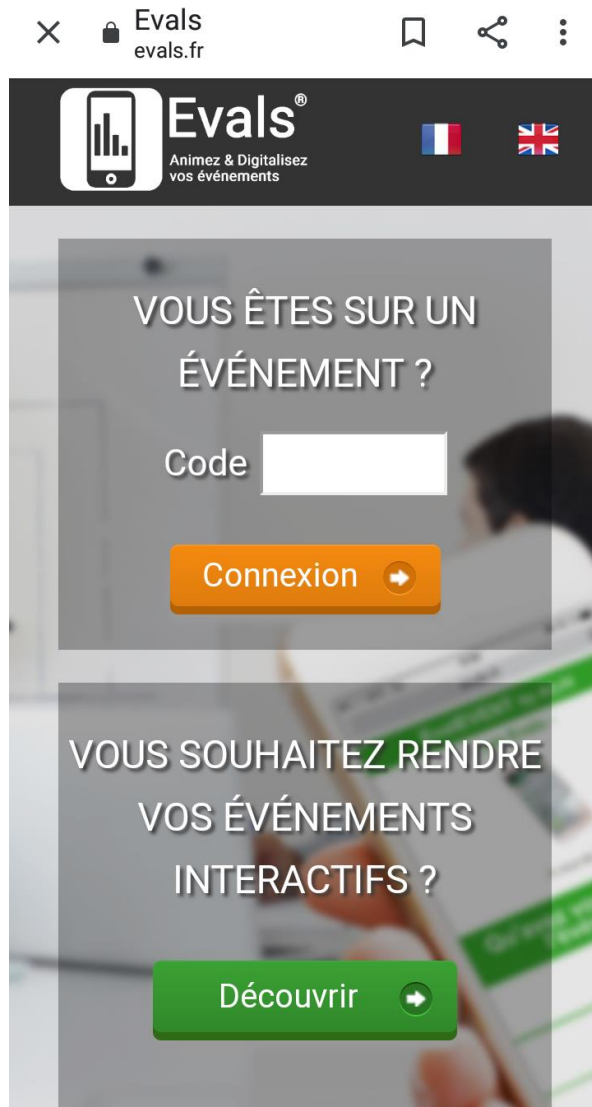 Evals
evals.fr
Evals®
Animez & Digitalisez
vos événements
VOUS ÊTES SUR UN
ÉVÉNEMENT ?
Code
Connexion
VOUS SOUHAITEZ RENDRE
VOS ÉVÉNEMENTS
INTERACTIFS ?
Découvrir